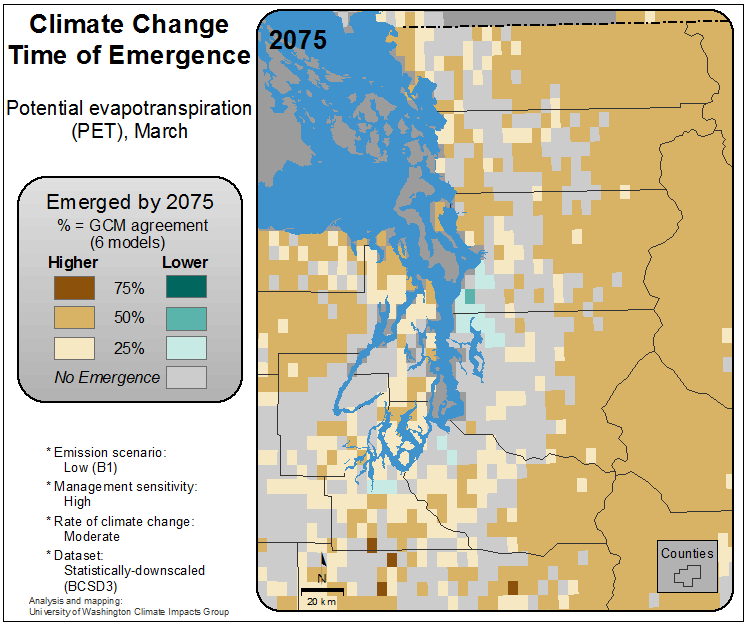 Climate Change
Time of Emergence
Potential evapotranspiration
(PET), March
Emerged by 2075
% = GCM agreement
(6 models)
Higher Lower
75%
50%
25%
No Emergence
* Emission scenario:
Low (B1)
* Management sensitivity:
High
* Rate of climate change:
Moderate
* Dataset:
Statistically-downscaled
(BCSD3)
Analysis and mapping:
University of Washington Climate Impacts Group
2075
Counties
N
20 km